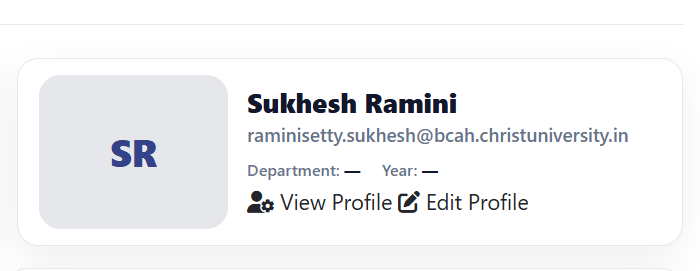 SR
Sukhesh Ramini
raminisetty.sukhesh@bcah.christuniversity.in
Department: — Year: —
View Profile Edit Profile